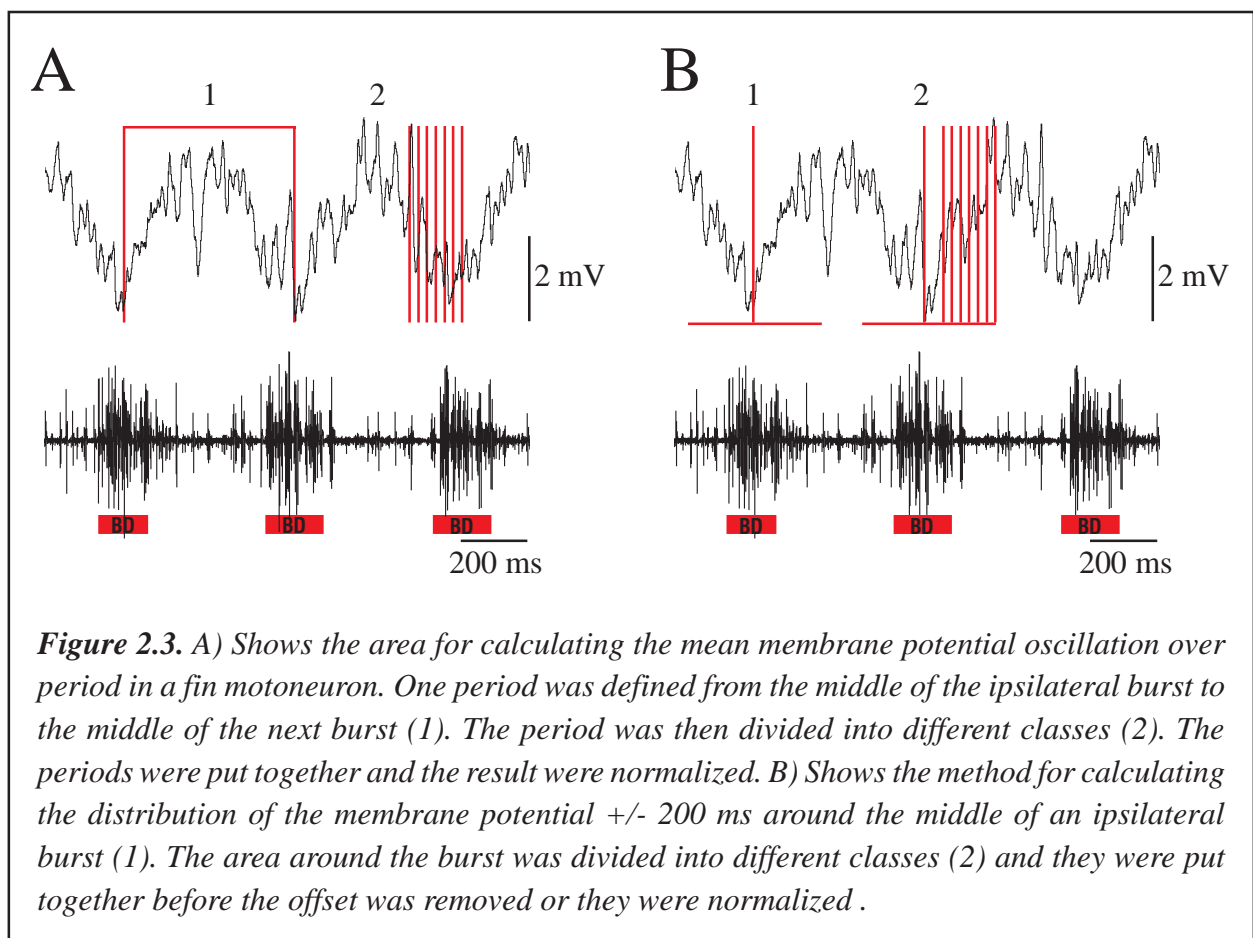 A
1
2
2 mV
BD
BD
BD
200 ms
B
1
2
2 mV
BD
BD
BD
200 ms
Figure 2.3. A) Shows the area for calculating the mean membrane potential oscillation over
period in a fin motoneuron. One period was defined from the middle of the ipsilateral burst to
the middle of the next burst (1). The period was then divided into different classes (2). The
periods were put together and the result were normalized. B) Shows the method for calculating
the distribution of the membrane potential +/- 200 ms around the middle of an ipsilateral
burst (1). The area around the burst was divided into different classes (2) and they were put
together before the offset was removed or they were normalized .